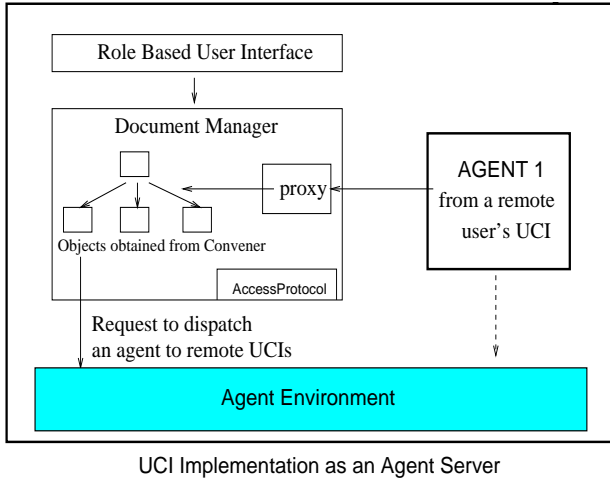 Role Based User Interface
Document Manager
proxy
AGENT 1
from a remote
user's UCI
Objects obtained from Convener
AccessProtocol
Request to dispatch
an agent to remote UCIs
Agent Environment
UCI Implementation as an Agent Server